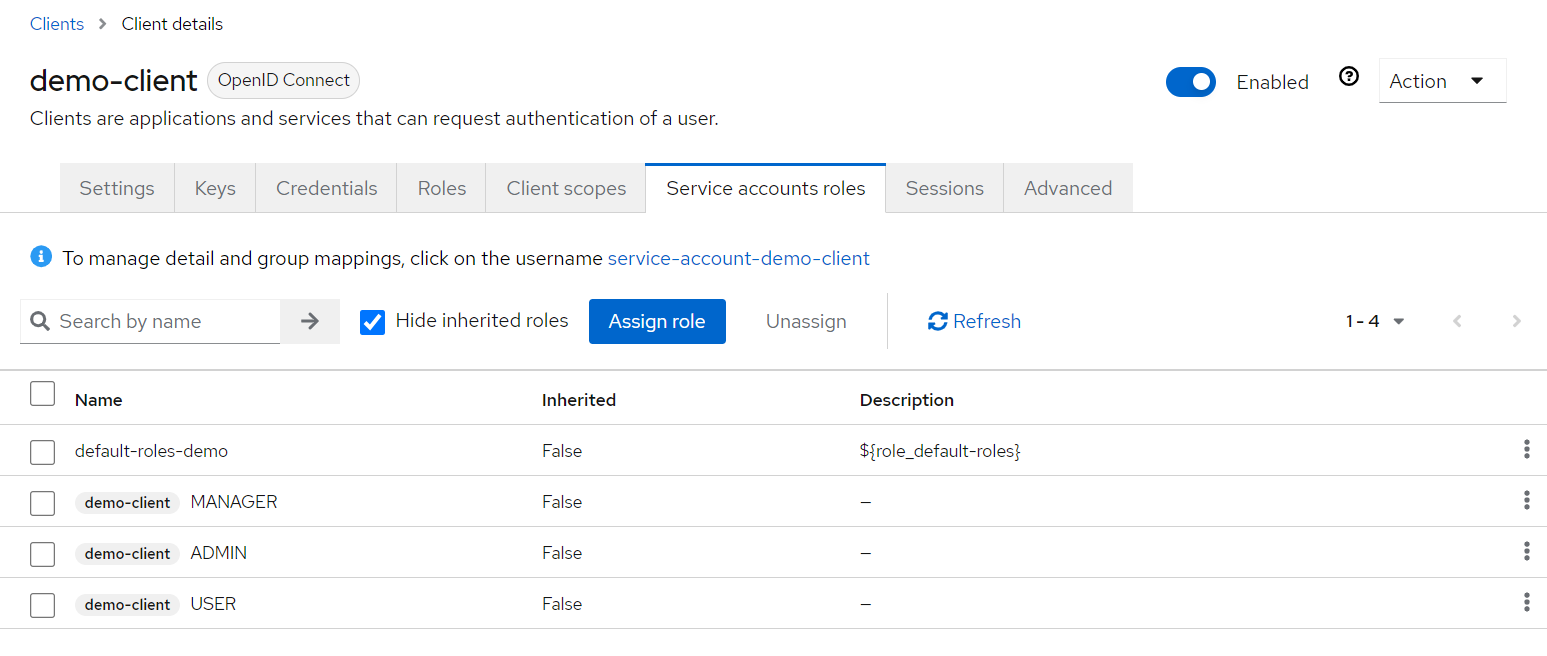 Clients > Client details
demo-client OpenID Connect Enabled Action
Clients are applications and services that can request authentication of a user.
Settings Keys Credentials Roles Client scopes Service accounts roles Sessions Advanced
To manage detail and group mappings, click on the username service-account-demo-client
Search by name Hide inherited roles Assign role Unassign Refresh 1 - 4
Name Inherited Description
default-roles-demo False ${role_default-roles}
demo-client MANAGER False –
demo-client ADMIN False –
demo-client USER False –